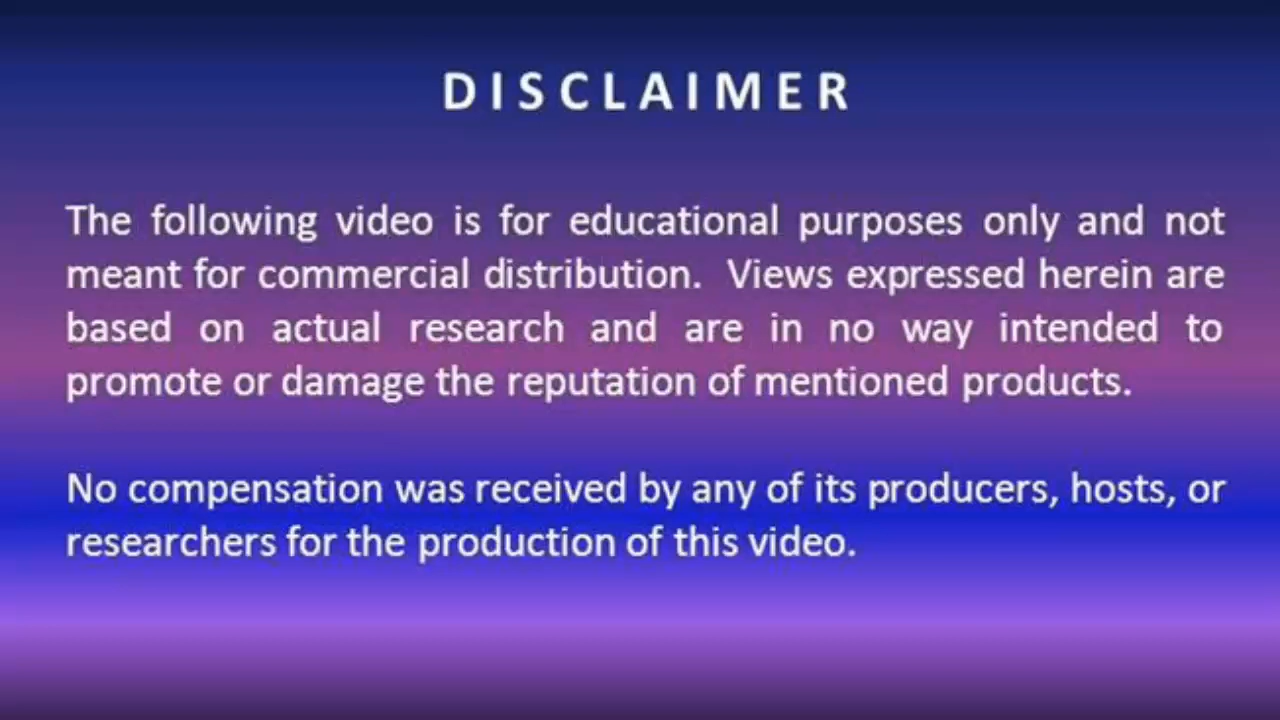 DISCLAIMER
The following video is for educational purposes only and not
meant for commercial distribution. Views expressed herein are
based on actual research and are in no way intended to
promote or damage the reputation of mentioned products.
No compensation was received by any of its producers, hosts, or
researchers for the production of this video.